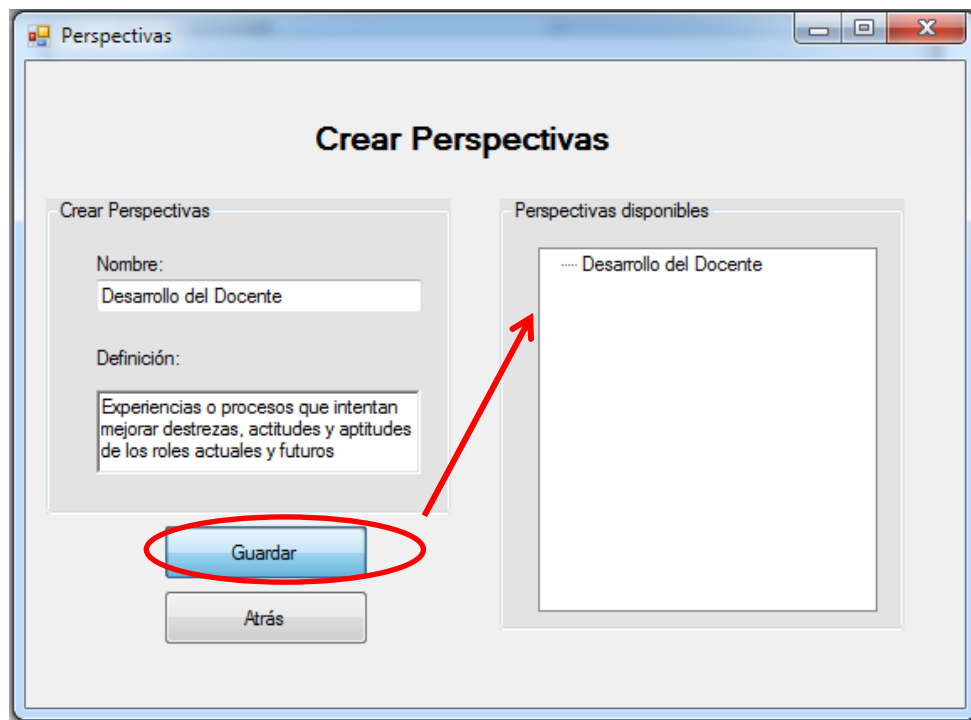 Perspectivas
Crear Perspectivas
Crear Perspectivas
Nombre:
Desarrollo del Docente
Definición:
Experiencias o procesos que intentan
mejorar destrezas, actitudes y aptitudes
de los roles actuales y futuros
Guardar
Atrás
Perspectivas disponibles
Desarrollo del Docente